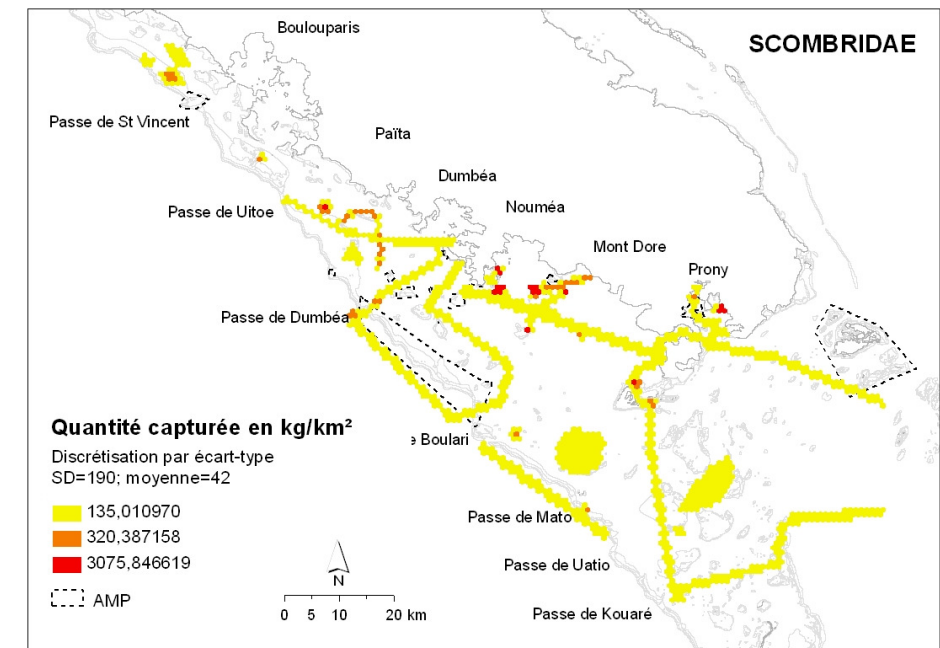 Boulouparis
SCOMBRIDAE
Passe de St Vincent
Païta
Dumbéa
Passe de Uitoe
Nouméa
Mont Dore
Prony
Passe de Dumbéa
Quantité capturée en kg/km²
e Boulari
Discrétisation par écart-type
SD=190; moyenne=42
135,010970
320,387158
3075,846619
AMP
Passe de Mato
Passe de Uatio
Passe de Kouaré
N
0 5 10 20 km